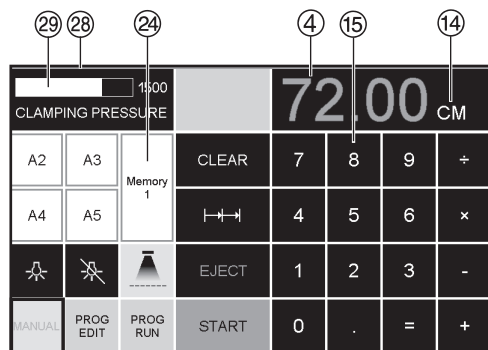 29 28 24 4 15 14
1500 72.00 CM
CLAMPING PRESSURE
A2 A3 Memory 1 CLEAR 7 8 9 ÷
A4 A5 4 5 6 ×
EJECT 1 2 3 -
MANUAL PROG EDIT PROG RUN START 0 . = +